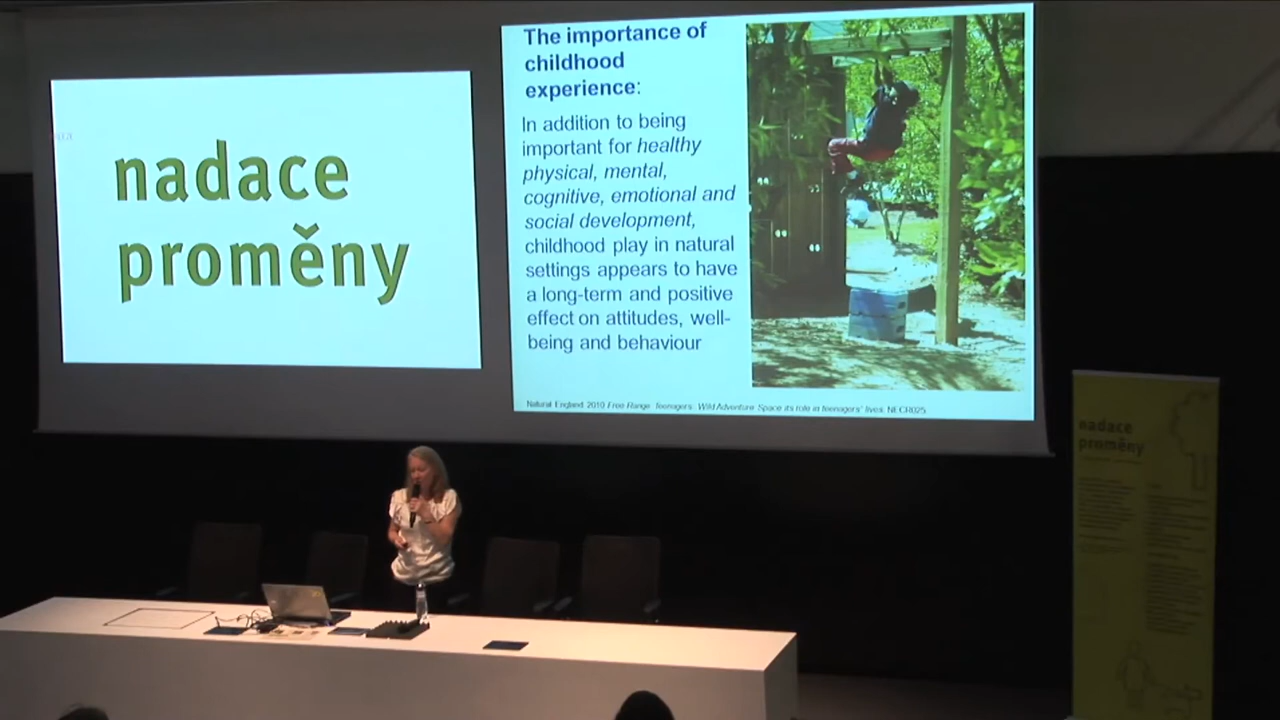 nadace
proměny
The importance of
childhood
experience:
In addition to being
important for healthy
physical, mental,
cognitive, emotional and
social development,
childhood play in natural
settings appears to have
a long-term and positive
effect on attitudes, well-
being and behaviour
Natural England 2010 Free Range Teenagers: Wild Adventure Space its role in teenagers' lives NECR025
nadace
proměny